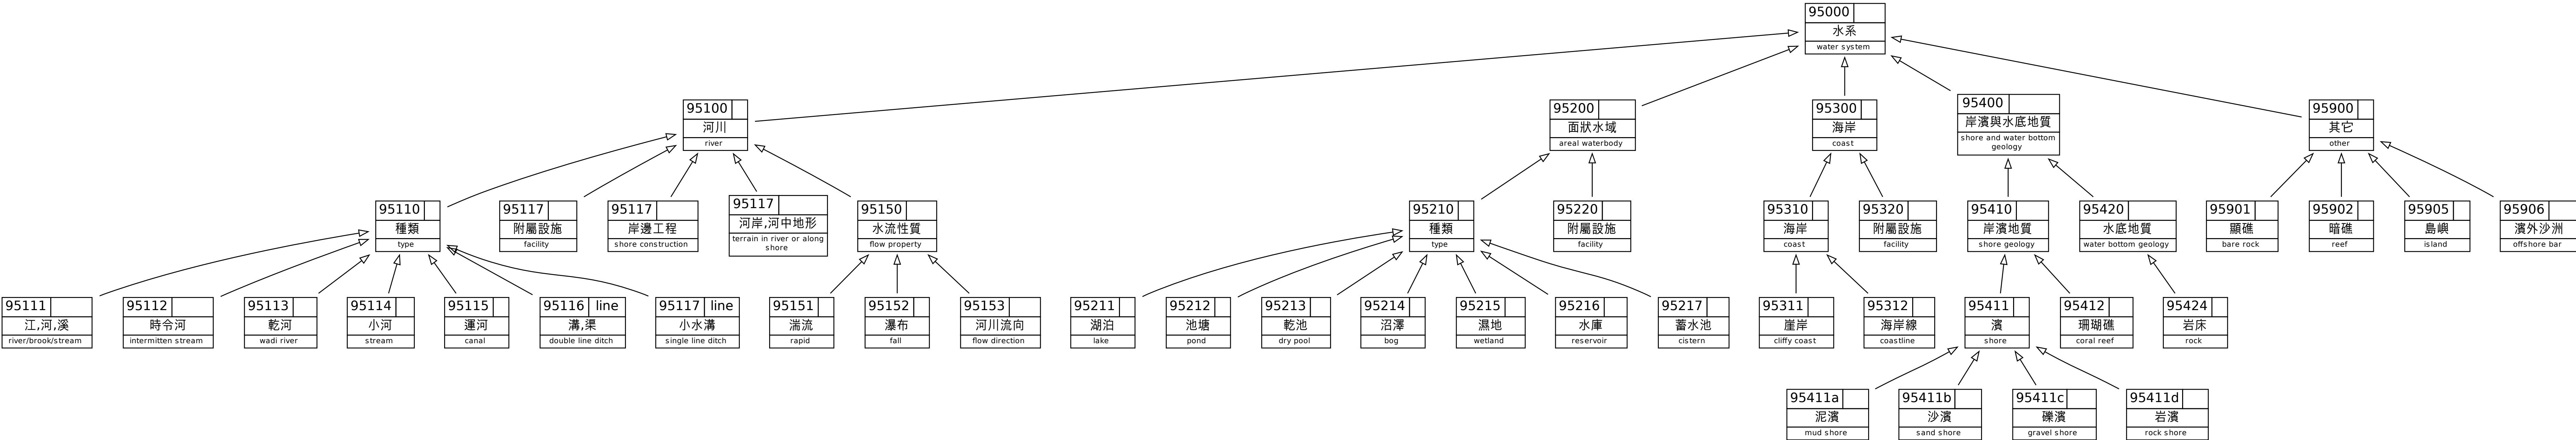 95000
水系
water system
95100
河川
river
95200
面狀水域
areal waterbody
95300
海岸
coast
95400
岸濱與水底地質
shore and water bottom
geology
95900
其它
other
95110
種類
type
95117
附屬設施
facility
95117
岸邊工程
shore construction
95117
河岸,河中地形
terrain in river or along
shore
95150
水流性質
flow property
95210
種類
type
95220
附屬設施
facility
95310
海岸
coast
95320
附屬設施
facility
95410
岸濱地質
shore geology
95420
水底地質
water bottom geology
95901
顯礁
bare rock
95902
暗礁
reef
95905
島嶼
island
95906
濱外沙洲
offshore bar
95111
江,河,溪
river/brook/stream
95112
時令河
intermitten stream
95113
乾河
wadi river
95114
小河
stream
95115
運河
canal
95116 line
溝,渠
double line ditch
95117 line
小水溝
single line ditch
95151
湍流
rapid
95152
瀑布
fall
95153
河川流向
flow direction
95211
湖泊
lake
95212
池塘
pond
95213
乾池
dry pool
95214
沼澤
bog
95215
濕地
wetland
95216
水庫
reservoir
95217
蓄水池
cistern
95311
崖岸
cliffy coast
95312
海岸線
coastline
95411
濱
shore
95412
珊瑚礁
coral reef
95424
岩床
rock
95411a
泥濱
mud shore
95411b
沙濱
sand shore
95411c
礫濱
gravel shore
95411d
岩濱
rock shore